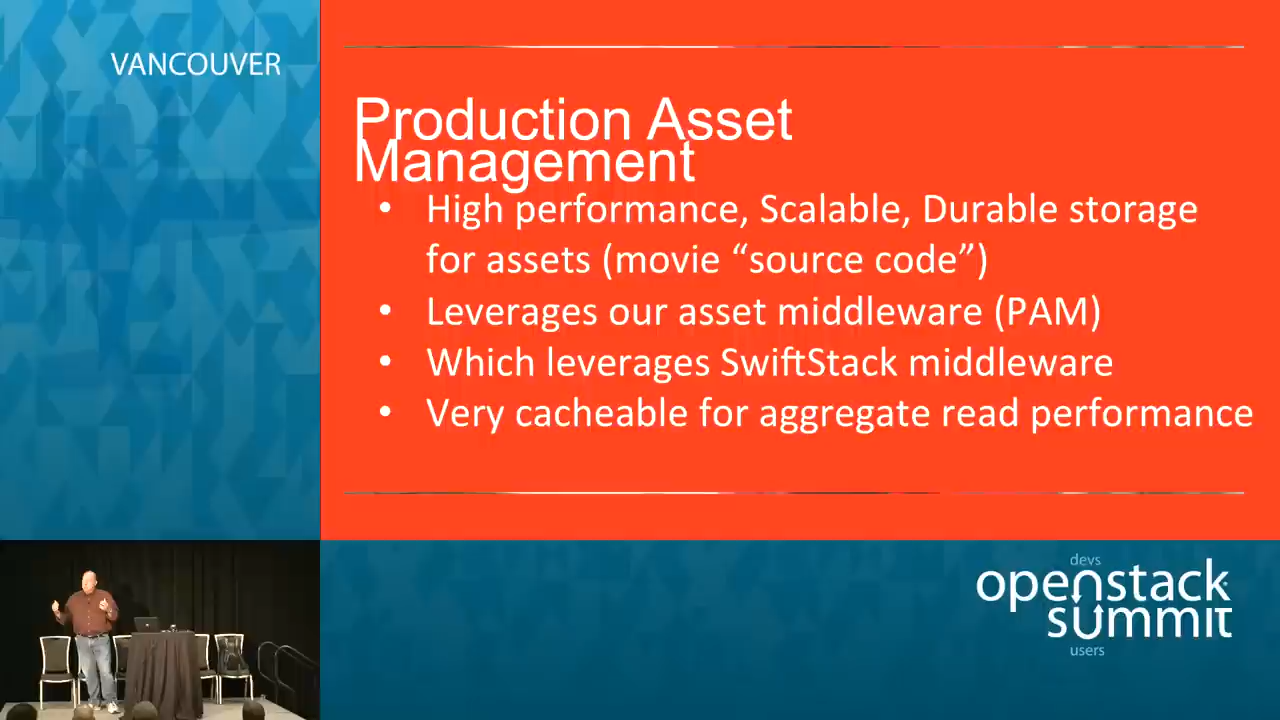 VANCOUVER
Production Asset
Management
• High performance, Scalable, Durable storage
for assets (movie “source code”)
• Leverages our asset middleware (PAM)
• Which leverages SwiftStack middleware
• Very cacheable for aggregate read performance
devs
openstack
summit
users